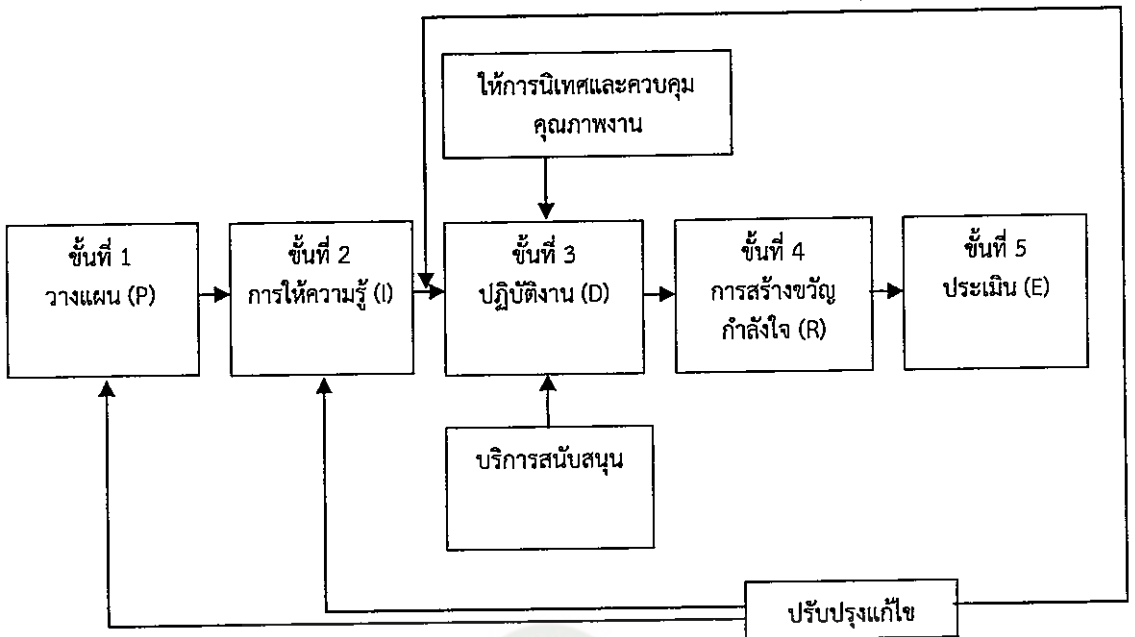 ให้การนิเทศและควบคุม
คุณภาพงาน
ขั้นที่ 1
วางแผน (P)
ขั้นที่ 2
การให้ความรู้ (I)
ขั้นที่ 3
ปฏิบัติงาน (D)
ขั้นที่ 4
การสร้างขวัญ
กำลังใจ (R)
ขั้นที่ 5
ประเมิน (E)
บริการสนับสนุน
ปรับปรุงแก้ไข